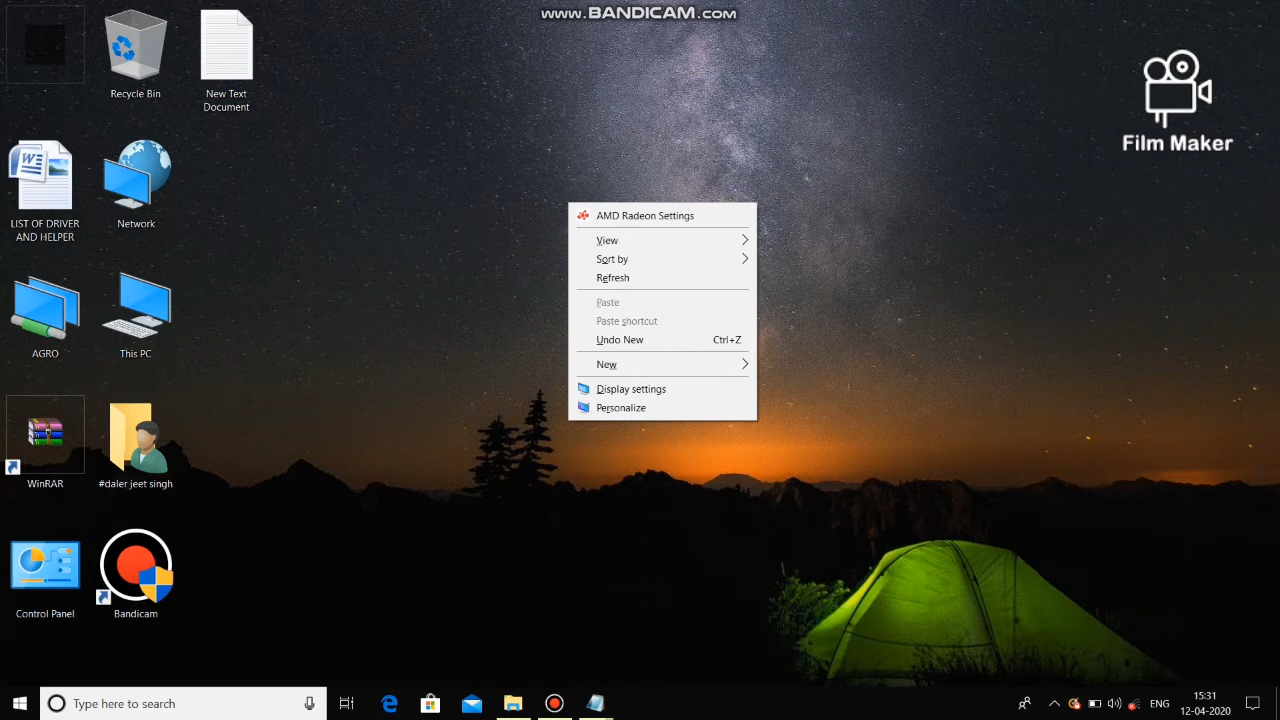 www.BANDICAM.com
Film Maker
Recycle Bin
New Text
Document
LIST OF DRIVER
AND HELPER
Network
AGRO
This PC
WinRAR
#daler jeet singh
Control Panel
Bandicam
AMD Radeon Settings
View
Sort by
Refresh
Paste
Paste shortcut
Undo New Ctrl+Z
New
Display settings
Personalize
Type here to search
ENG
15:31
12-04-2020